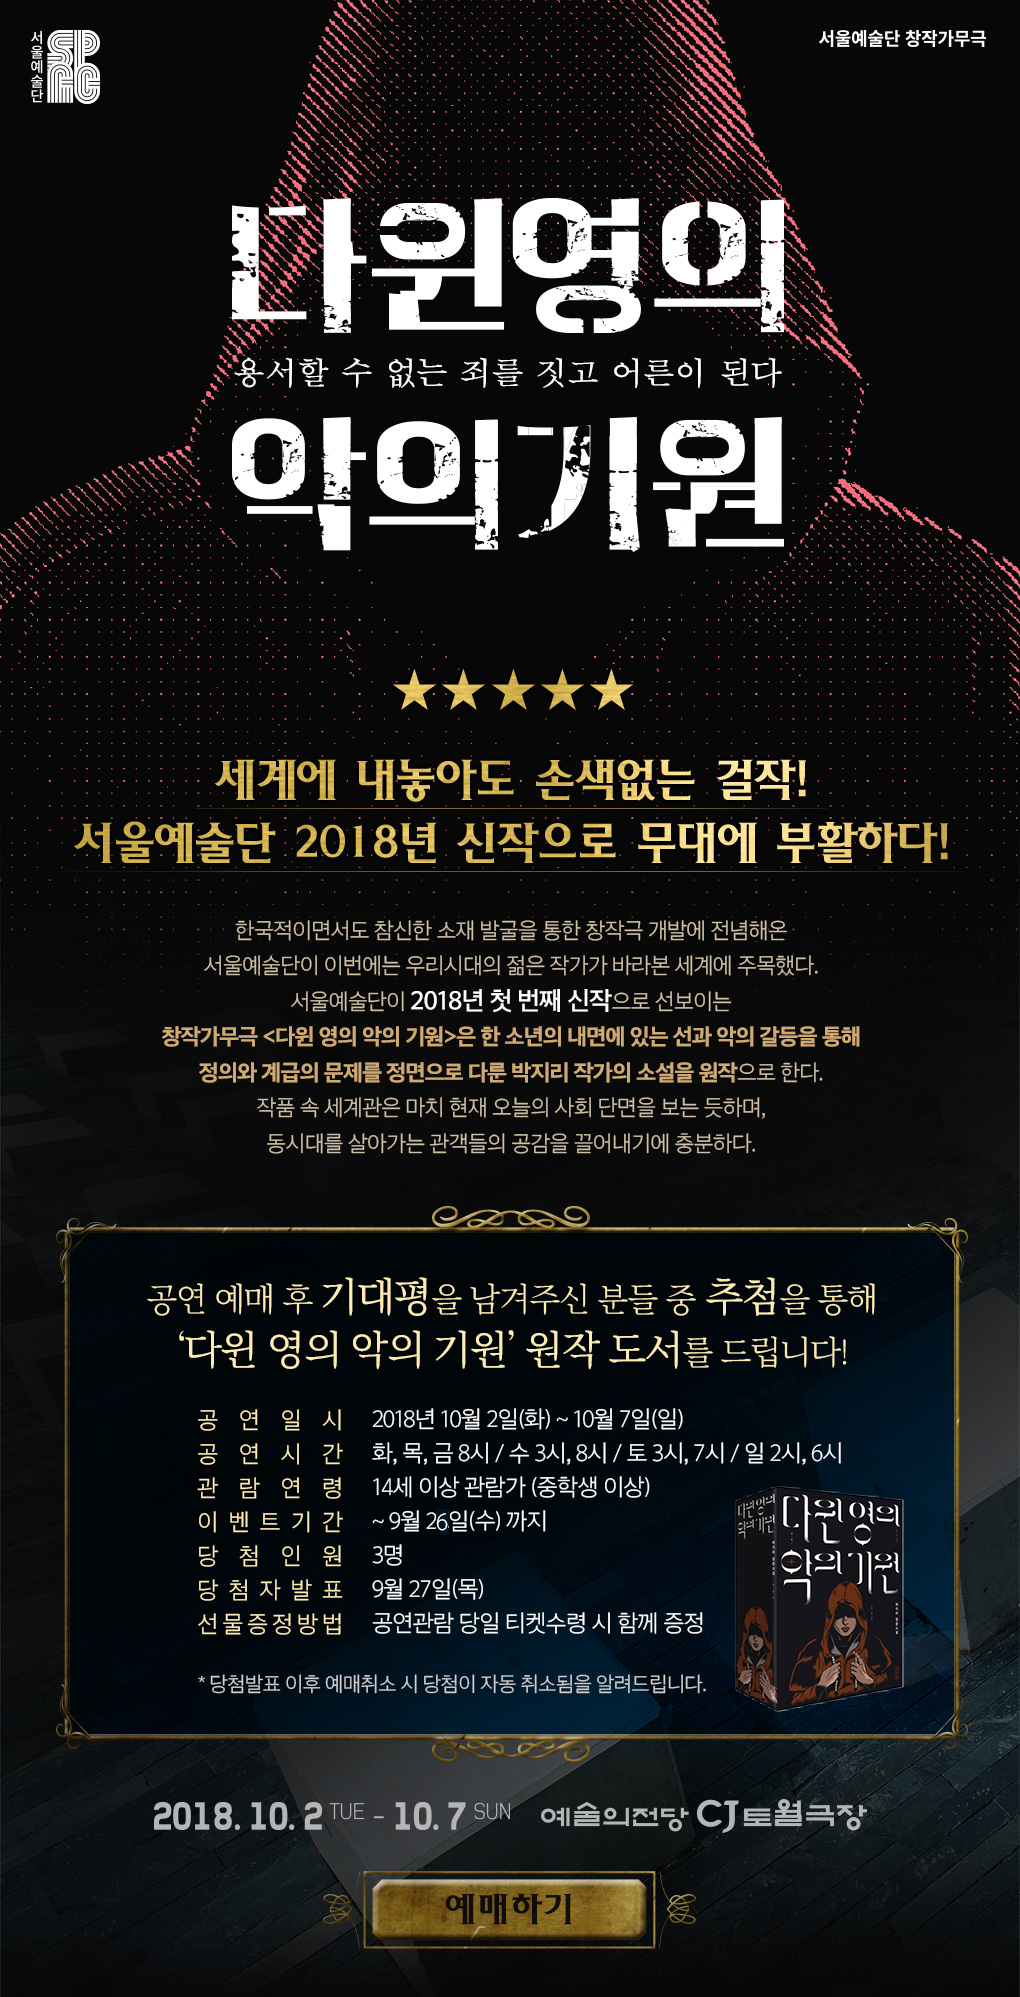 서울예술단
SPAC
서울예술단 창작가무극
다윈 영의
용서할 수 없는 죄를 짓고 어른이 된다
악의 기원
세계에 내놓아도 손색없는 걸작!
서울예술단 2018년 신작으로 무대에 부활하다!
한국적이면서도 참신한 소재 발굴을 통한 창작극 개발에 전념해온
서울예술단이 이번에는 우리시대의 젊은 작가가 바라본 세계에 주목했다.
서울예술단이 2018년 첫 번째 신작으로 선보이는
창작가무극 <다윈 영의 악의 기원>은 한 소년의 내면에 있는 선과 악의 갈등을 통해
정의와 계급의 문제를 정면으로 다룬 박지리 작가의 소설을 원작으로 한다.
작품 속 세계관은 마치 현재 오늘의 사회 단면을 보는 듯하며,
동시대를 살아가는 관객들의 공감을 끌어내기에 충분하다.
공연 예매 후 기대평을 남겨주신 분들 중 추첨을 통해
‘다윈 영의 악의 기원’ 원작 도서를 드립니다!
공연일시 2018년 10월 2일(화) ~ 10월 7일(일)
공연시간 화, 목, 금 8시 / 수 3시, 8시 / 토 3시, 7시 / 일 2시, 6시
관람연령 14세 이상 관람가 (중학생 이상)
이벤트기간 ~ 9월 26일(수) 까지
당첨인원 3명
당첨자발표 9월 27일(목)
선물증정방법 공연관람 당일 티켓수령 시 함께 증정
* 당첨발표 이후 예매취소 시 당첨이 자동 취소됨을 알려드립니다.
다윈 영의
악의 기원
다윈 영의
악의 기원
2018. 10. 2 TUE - 10. 7 SUN 예술의전당 CJ 토월극장
예매하기